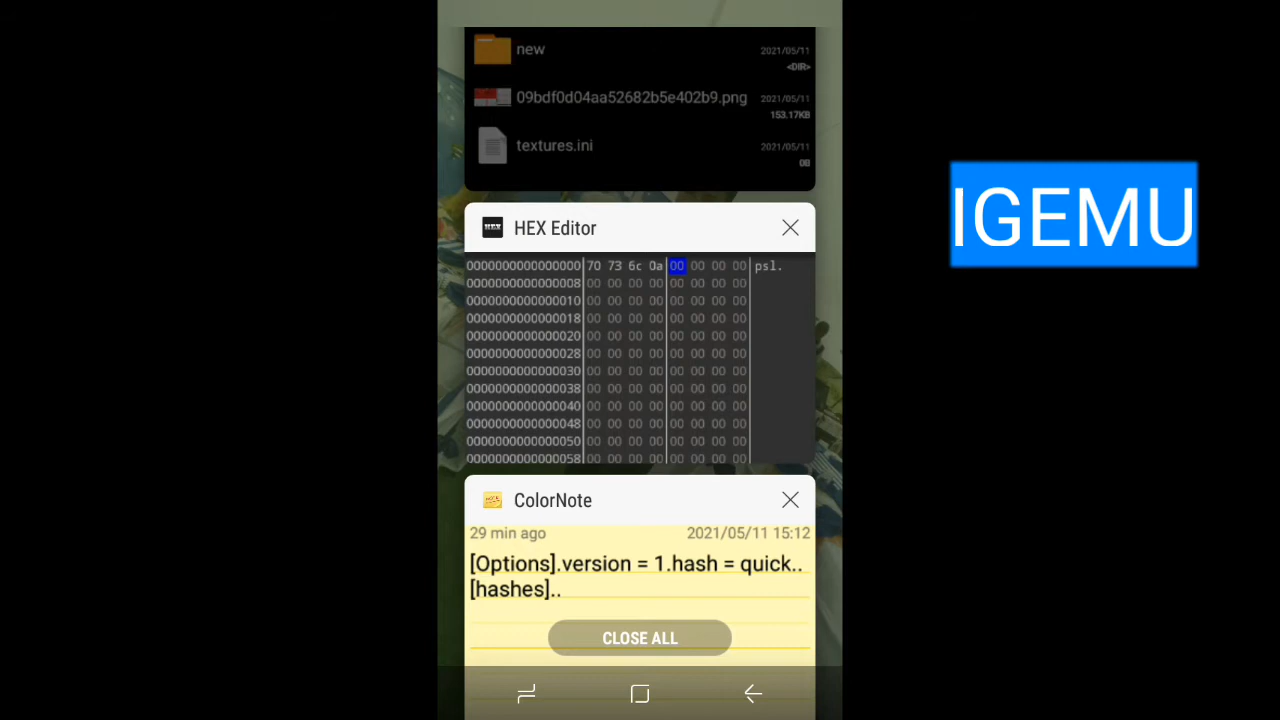 new
2021/05/11
<DIR>
09bdf0d04aa52682b5e402b9.png
2021/05/11
153.17KB
textures.ini
2021/05/11
0B
IGEMU
HEX
HEX Editor
0000000000000000 70 73 6c 0a 00 00 00 00 psl.
0000000000000008 00 00 00 00 00 00 00 00
0000000000000010 00 00 00 00 00 00 00 00
0000000000000018 00 00 00 00 00 00 00 00
0000000000000020 00 00 00 00 00 00 00 00
0000000000000028 00 00 00 00 00 00 00 00
0000000000000030 00 00 00 00 00 00 00 00
0000000000000038 00 00 00 00 00 00 00 00
0000000000000040 00 00 00 00 00 00 00 00
0000000000000048 00 00 00 00 00 00 00 00
0000000000000050 00 00 00 00 00 00 00 00
0000000000000058 00 00 00 00 00 00 00 00
ColorNote
29 min ago
2021/05/11 15:12
[Options].version = 1.hash = quick..
[hashes]..
CLOSE ALL